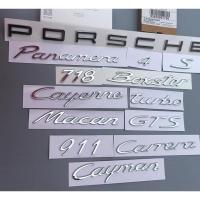 PORSCHE
Panamera 4 S
718 Boxster
Cayenne turbo
Macan GTS
911 Carrera
Cayman